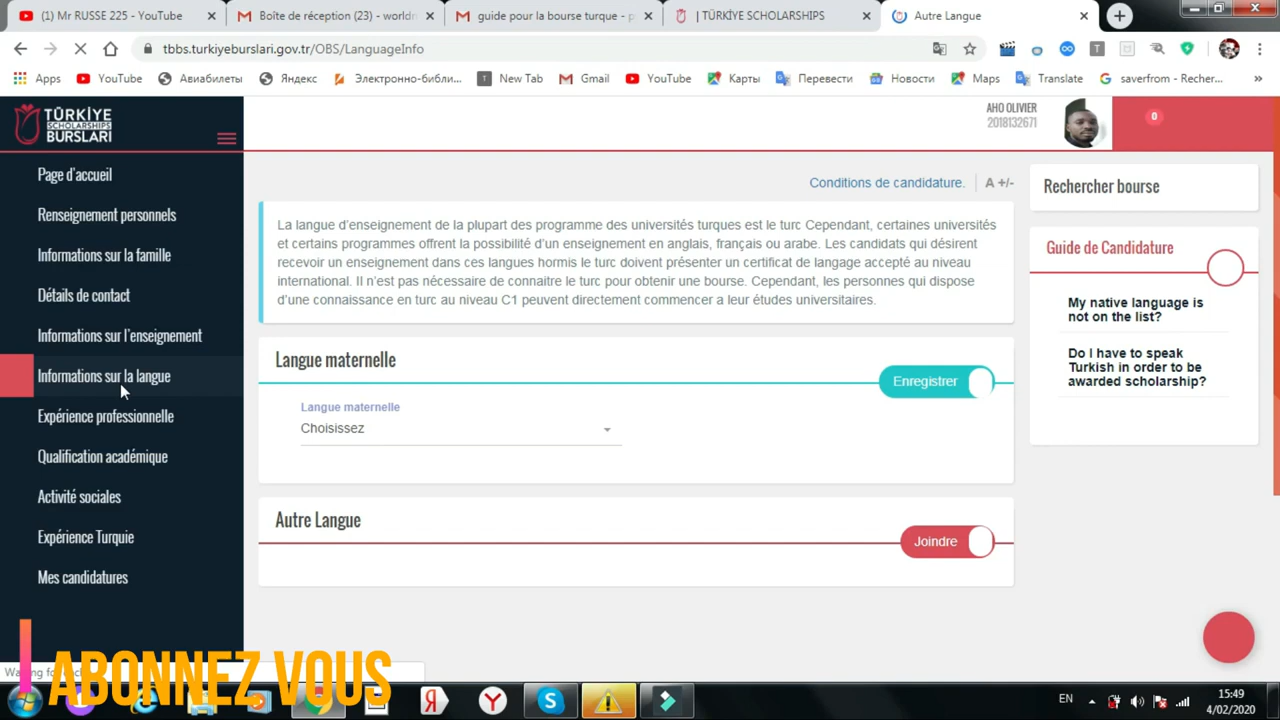 (1) Mr RUSSE 225 - YouTube
Boîte de réception (23) - worldr
guide pour la bourse turque - p
| TÜRKİYE SCHOLARSHIPS
Autre Langue
tbbs.turkiyeburslari.gov.tr/OBS/LanguageInfo
Apps
YouTube
Авиабилеты
Яндекс
Электронно-библи...
New Tab
Gmail
YouTube
Карты
Перевести
Новости
Maps
Translate
saverfrom - Recher...
»
TÜRKİYE
SCHOLARSHIPS
BURSLARI
AHO OLIVIER
2018132671
0
Page d'accueil
Renseignement personnels
Informations sur la famille
Détails de contact
Informations sur l'enseignement
Informations sur la langue
Expérience professionnelle
Qualification académique
Activité sociales
Expérience Turquie
Mes candidatures
Conditions de candidature.
A +/-
La langue d'enseignement de la plupart des programme des universités turques est le turc Cependant, certaines universités
et certains programmes offrent la possibilité d'un enseignement en anglais, français ou arabe. Les candidats qui désirent
recevoir un enseignement dans ces langues hormis le turc doivent présenter un certificat de langage accepté au niveau
international. Il n'est pas nécessaire de connaitre le turc pour obtenir une bourse. Cependant, les personnes qui dispose
d'une connaissance en turc au niveau C1 peuvent directement commencer a leur études universitaires.
Langue maternelle
Enregistrer
Langue maternelle
Choisissez
Autre Langue
Joindre
Rechercher bourse
Guide de Candidature
My native language is
not on the list?
Do I have to speak
Turkish in order to be
awarded scholarship?
ABONNEZ VOUS
EN
15:49
4/02/2020